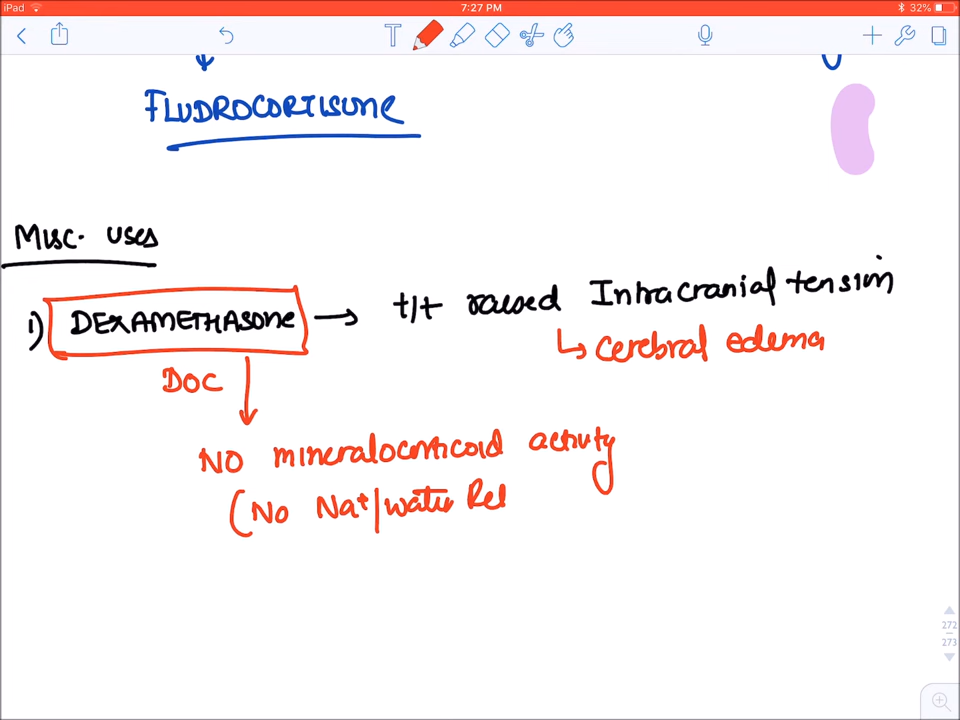 iPad 7:27 PM 32%
T
FLUDROCORTISONE
Misc. uses
1) DEXAMETHASONE → t/t raised Intracranial tension
↳ cerebral edema
DOC
NO mineralocorticoid activity
(No Na+/water Ret
272
273